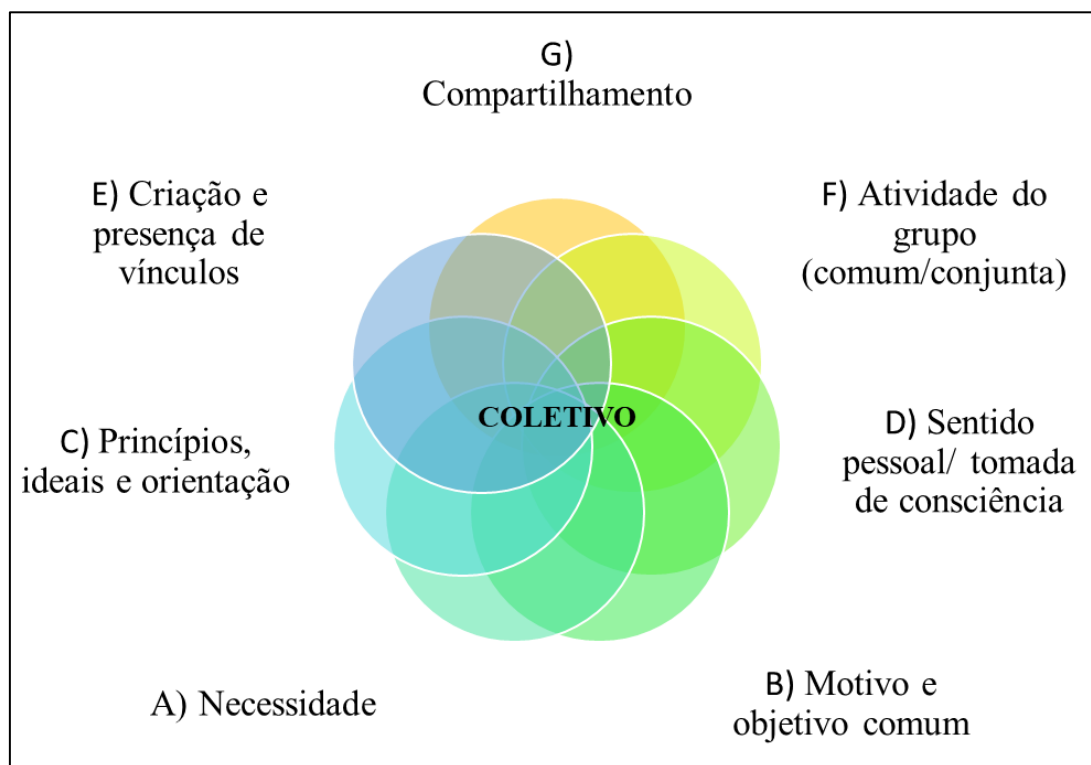 G)
Compartilhamento
E) Criação e
presença de
vínculos
F) Atividade do
grupo
(comum/conjunta)
COLETIVO
C) Princípios,
ideais e orientação
D) Sentido
pessoal/ tomada
de consciência
A) Necessidade
B) Motivo e
objetivo comum